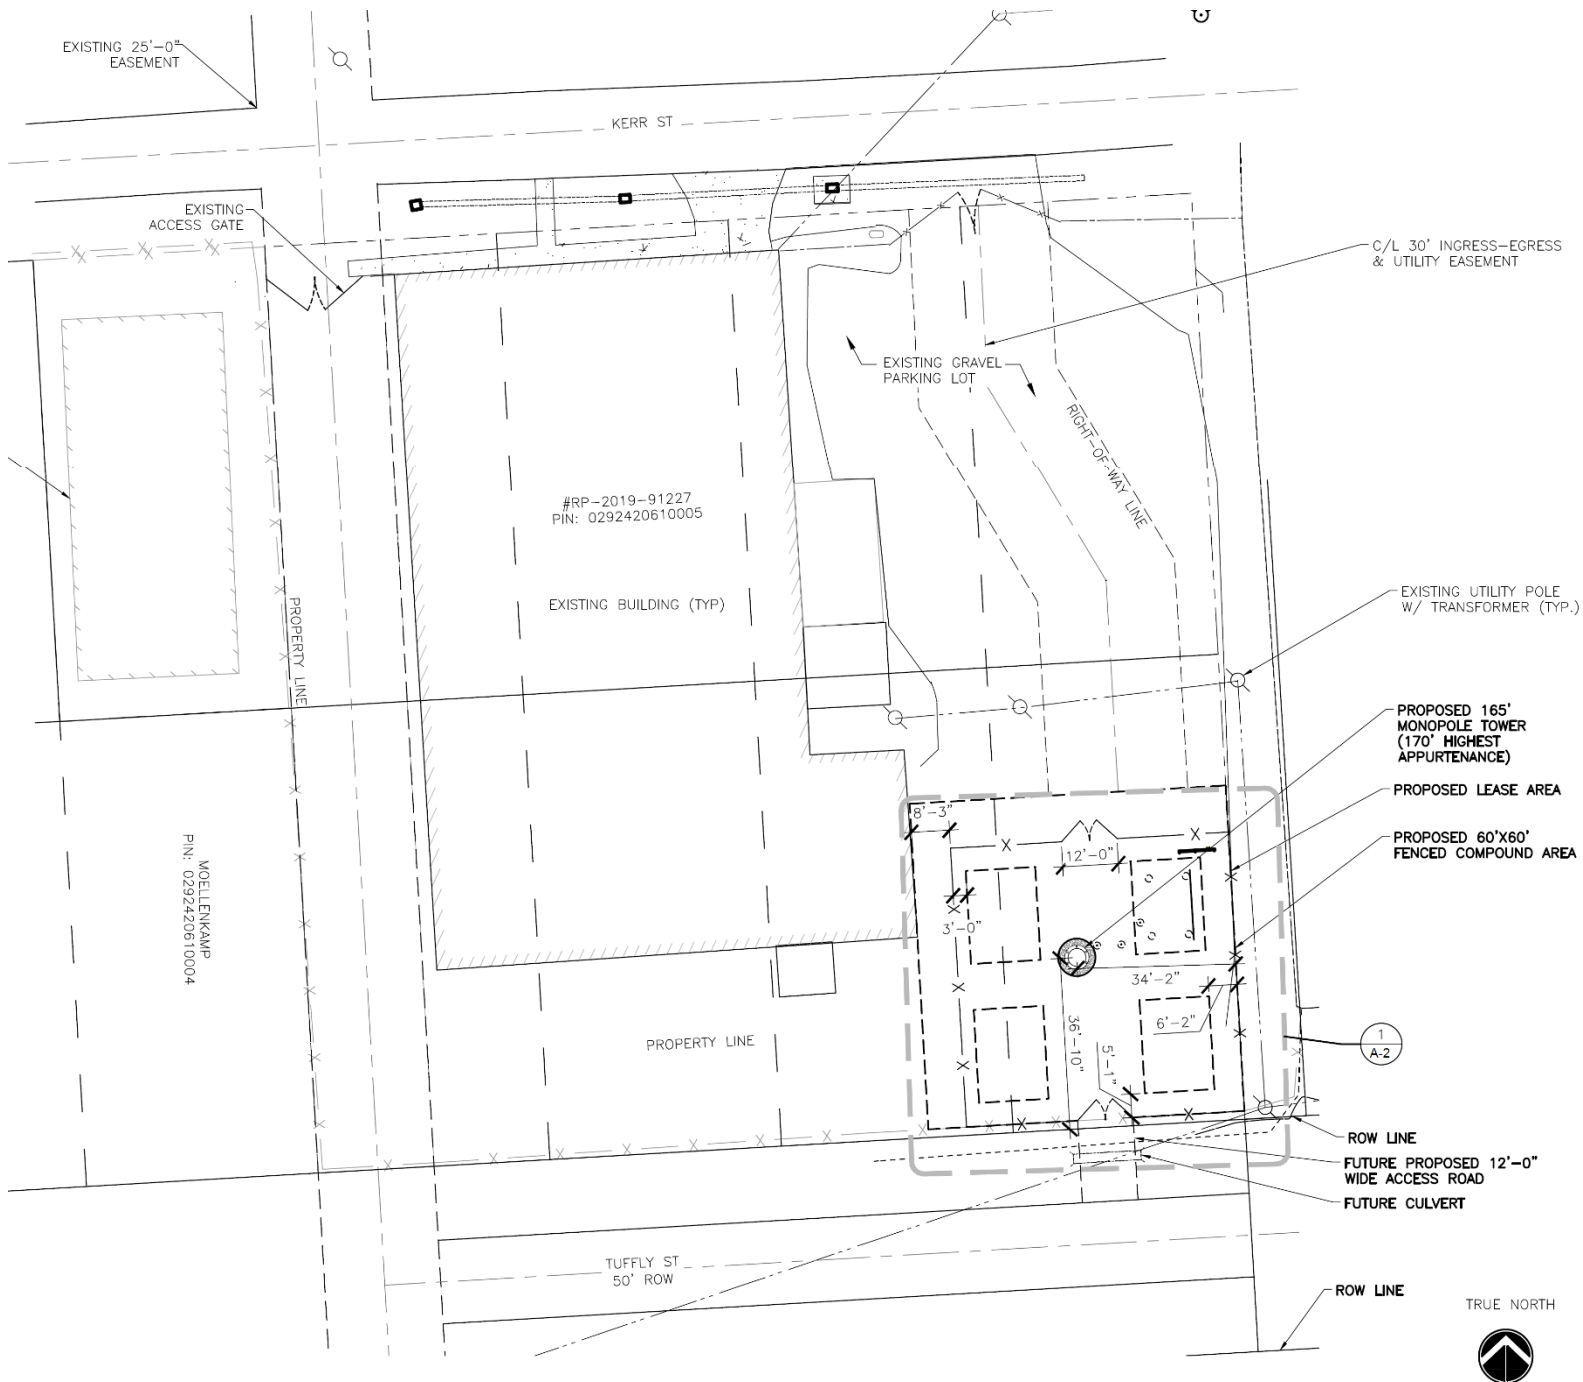 EXISTING 25'-0"
EASEMENT
KERR ST
EXISTING
ACCESS GATE
C/L 30' INGRESS-EGRESS
& UTILITY EASEMENT
EXISTING GRAVEL
PARKING LOT
RIGHT-OF-WAY LINE
#RP-2019-91227
PIN: 0292420610005
EXISTING BUILDING (TYP)
PROPERTY LINE
EXISTING UTILITY POLE
W/ TRANSFORMER (TYP.)
PROPOSED 165'
MONOPOLE TOWER
(170' HIGHEST
APPURTENANCE)
PROPOSED LEASE AREA
PROPOSED 60'X60'
FENCED COMPOUND AREA
8'-3"
12'-0"
3'-0"
34'-2"
6'-2"
36'-10"
5'-1"
MOELLENKAMP
PIN: 0292420610004
PROPERTY LINE
1
A-2
ROW LINE
FUTURE PROPOSED 12'-0"
WIDE ACCESS ROAD
FUTURE CULVERT
TUFFLY ST
50' ROW
ROW LINE
TRUE NORTH